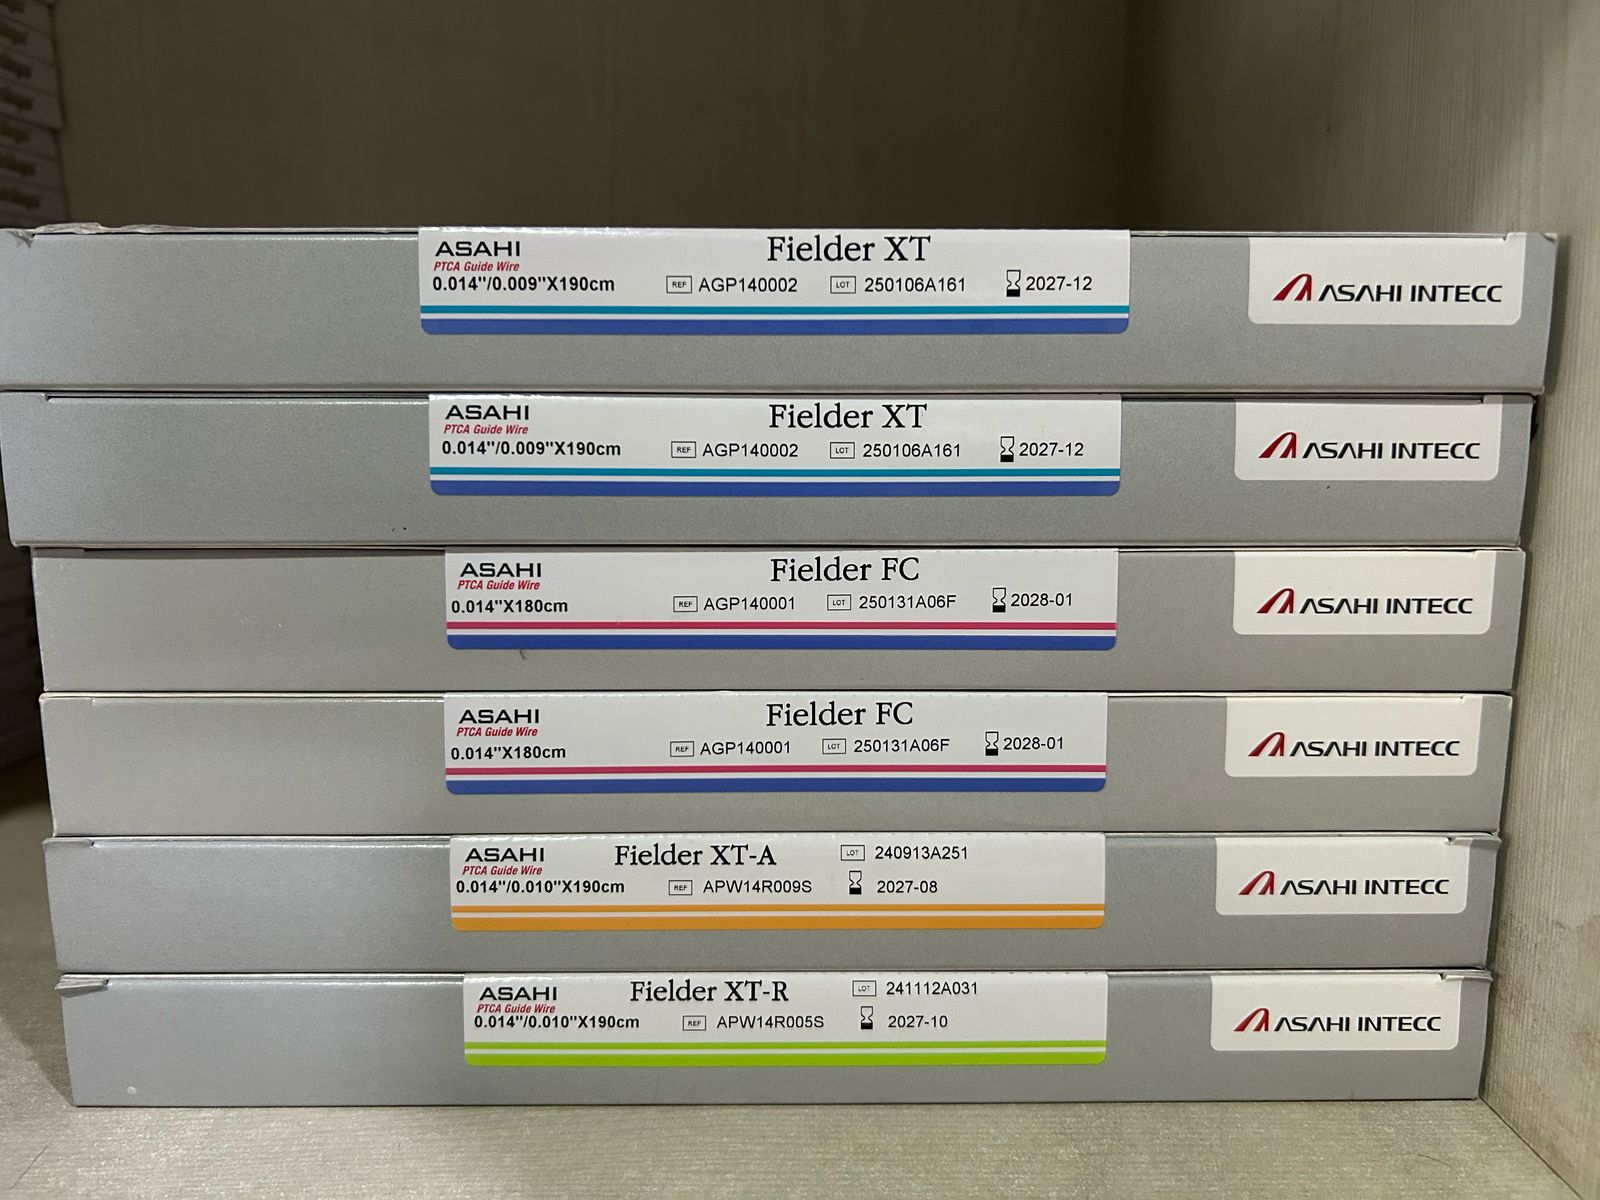 ASAHI
PTCA Guide Wire
0.014"/0.009"X190cm
Fielder XT
REF AGP140002 LOT 250106A161 2027-12
ASAHI INTECC
ASAHI
PTCA Guide Wire
0.014"/0.009"X190cm
Fielder XT
REF AGP140002 LOT 250106A161 2027-12
ASAHI INTECC
ASAHI
PTCA Guide Wire
0.014"X180cm
Fielder FC
REF AGP140001 LOT 250131A06F 2028-01
ASAHI INTECC
ASAHI
PTCA Guide Wire
0.014"X180cm
Fielder FC
REF AGP140001 LOT 250131A06F 2028-01
ASAHI INTECC
ASAHI
PTCA Guide Wire
0.014"/0.010"X190cm
Fielder XT-A
REF APW14R009S
LOT 240913A251
2027-08
ASAHI INTECC
ASAHI
PTCA Guide Wire
0.014"/0.010"X190cm
Fielder XT-R
REF APW14R005S
LOT 241112A031
2027-10
ASAHI INTECC